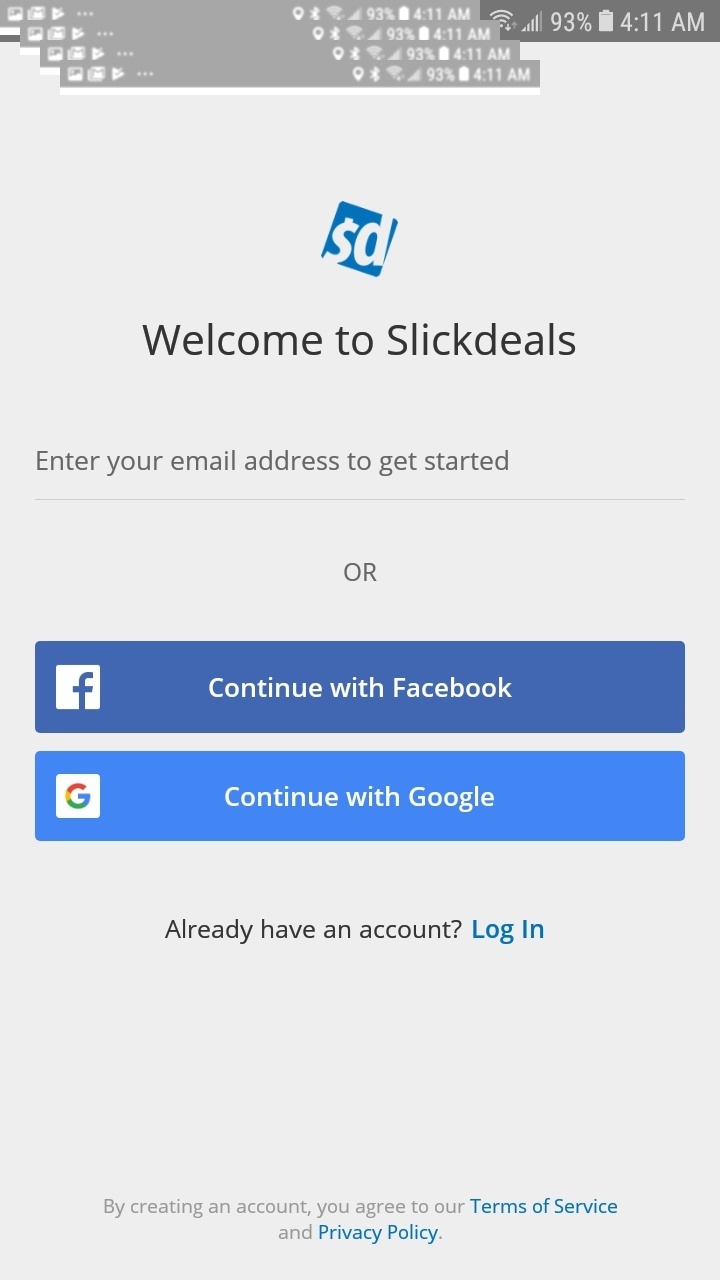 93% 4:11 AM
93% 4:11 AM
93% 4:11 AM
93% 4:11 AM
93% 4:11 AM
sd
Welcome to Slickdeals
Enter your email address to get started
OR
Continue with Facebook
Continue with Google
Already have an account? Log In
By creating an account, you agree to our Terms of Service
and Privacy Policy.